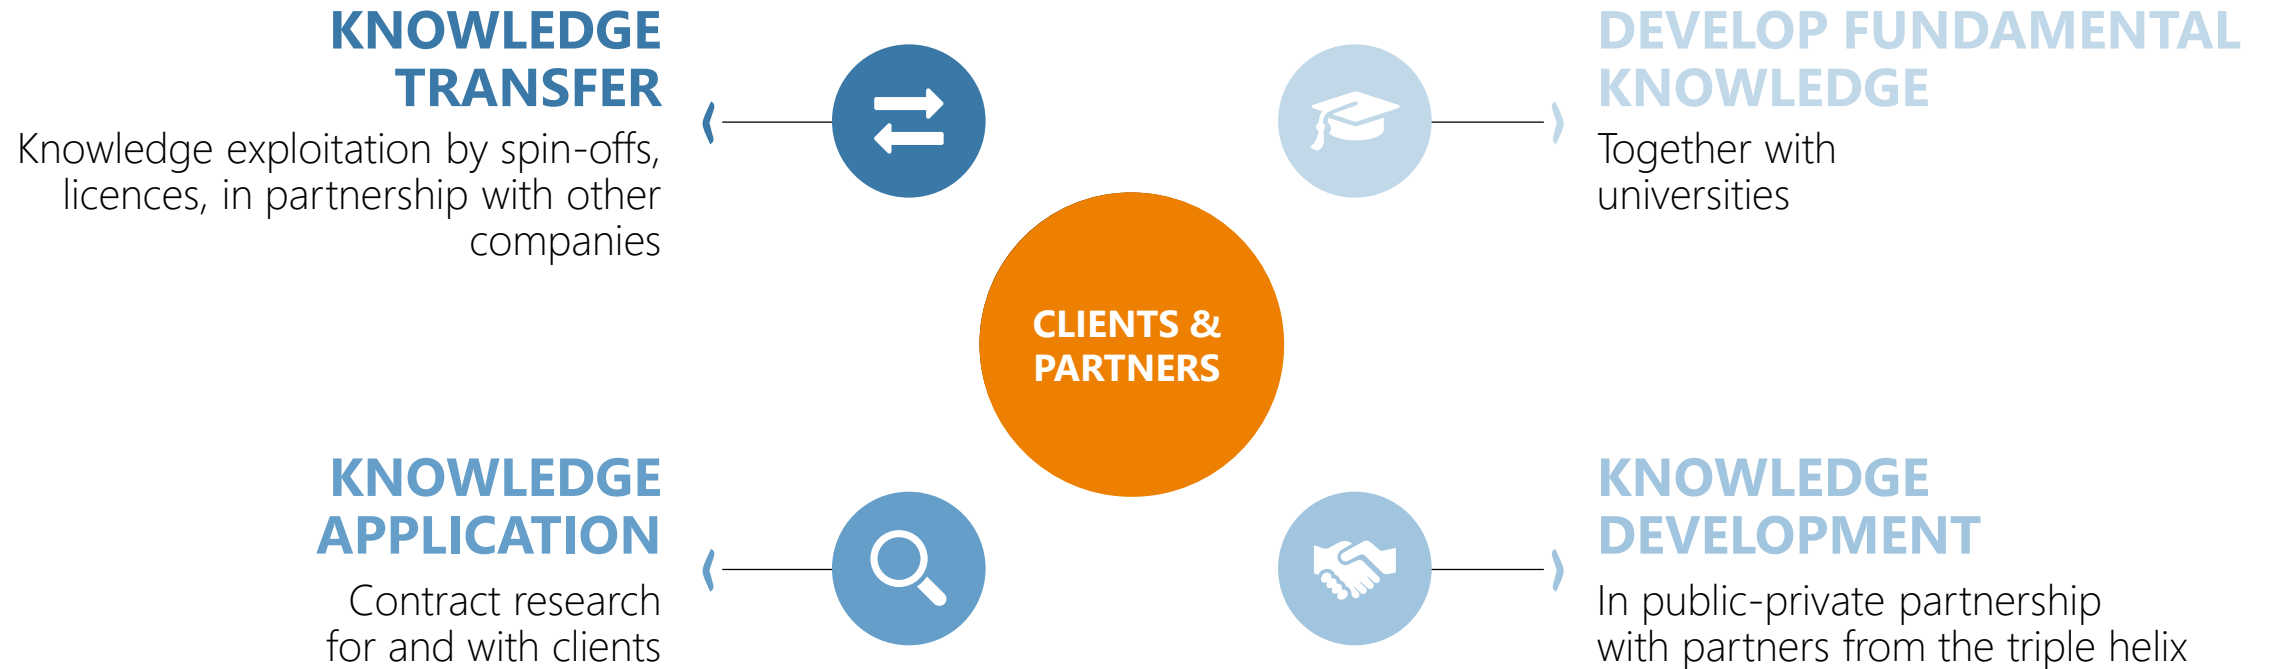 KNOWLEDGE
TRANSFER
Knowledge exploitation by spin-offs,
licences, in partnership with other
companies
DEVELOP FUNDAMENTAL
KNOWLEDGE
Together with
universities
CLIENTS &
PARTNERS
KNOWLEDGE
APPLICATION
Contract research
for and with clients
KNOWLEDGE
DEVELOPMENT
In public-private partnership
with partners from the triple helix